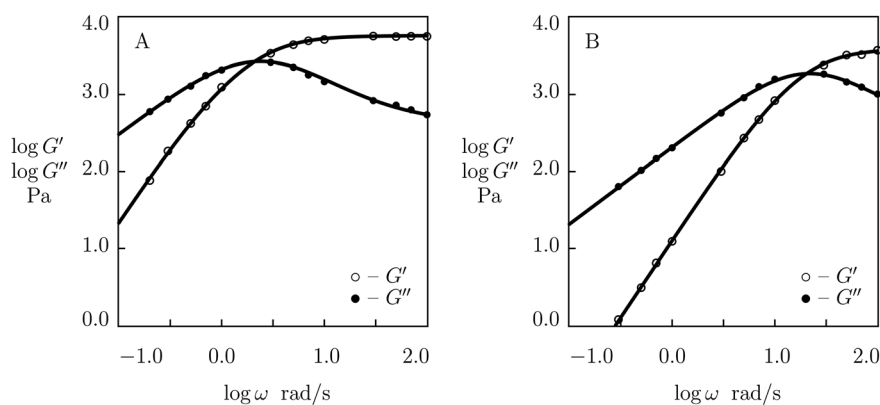 4.0
A
3.0
log G′
log G″
2.0
Pa
1.0
○ – G′
● – G″
0.0
−1.0 0.0 1.0 2.0
log ω rad/s
4.0
B
3.0
log G′
log G″
2.0
Pa
1.0
○ – G′
● – G″
0.0
−1.0 0.0 1.0 2.0
log ω rad/s